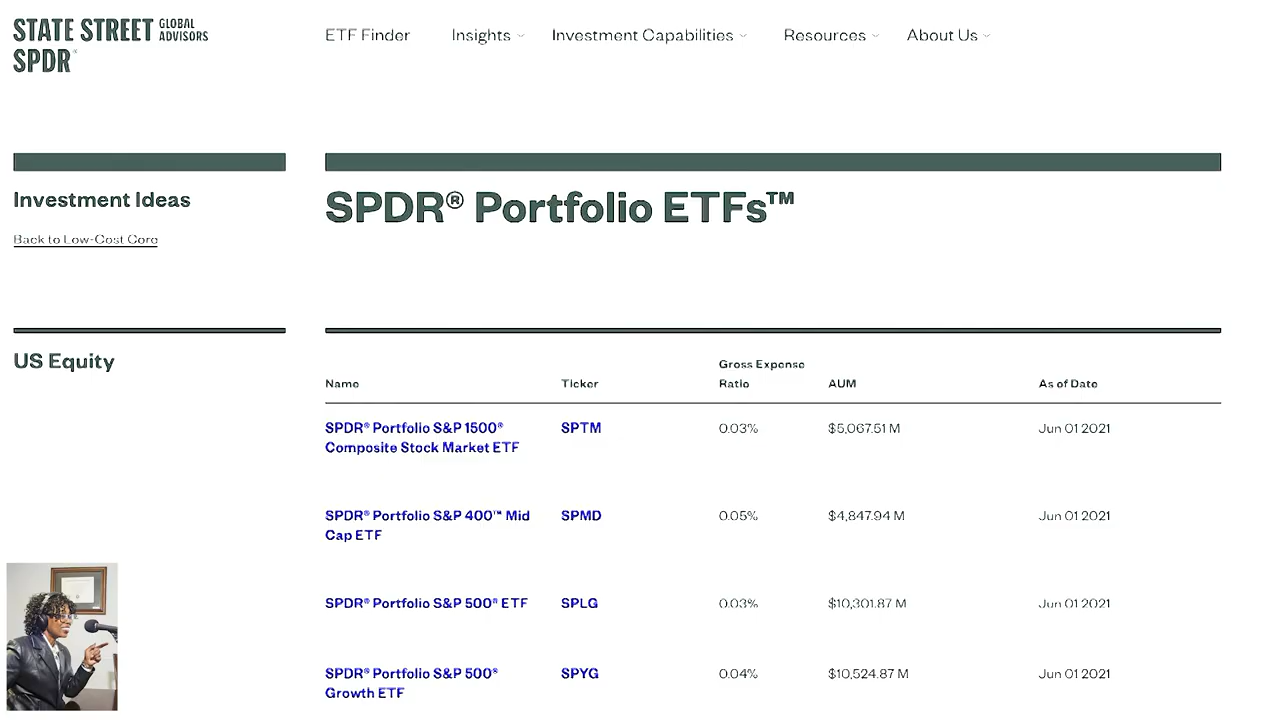 STATE STREET GLOBAL ADVISORS
SPDR®
ETF Finder
Insights
Investment Capabilities
Resources
About Us
Investment Ideas
Back to Low-Cost Core
SPDR® Portfolio ETFs™
US Equity
Gross Expense
Name Ticker Ratio AUM As of Date
SPDR® Portfolio S&P 1500® SPTM 0.03% $5,067.51 M Jun 01 2021
Composite Stock Market ETF
SPDR® Portfolio S&P 400™ Mid SPMD 0.05% $4,847.94 M Jun 01 2021
Cap ETF
SPDR® Portfolio S&P 500® ETF SPLG 0.03% $10,301.87 M Jun 01 2021
SPDR® Portfolio S&P 500® SPYG 0.04% $10,524.87 M Jun 01 2021
Growth ETF